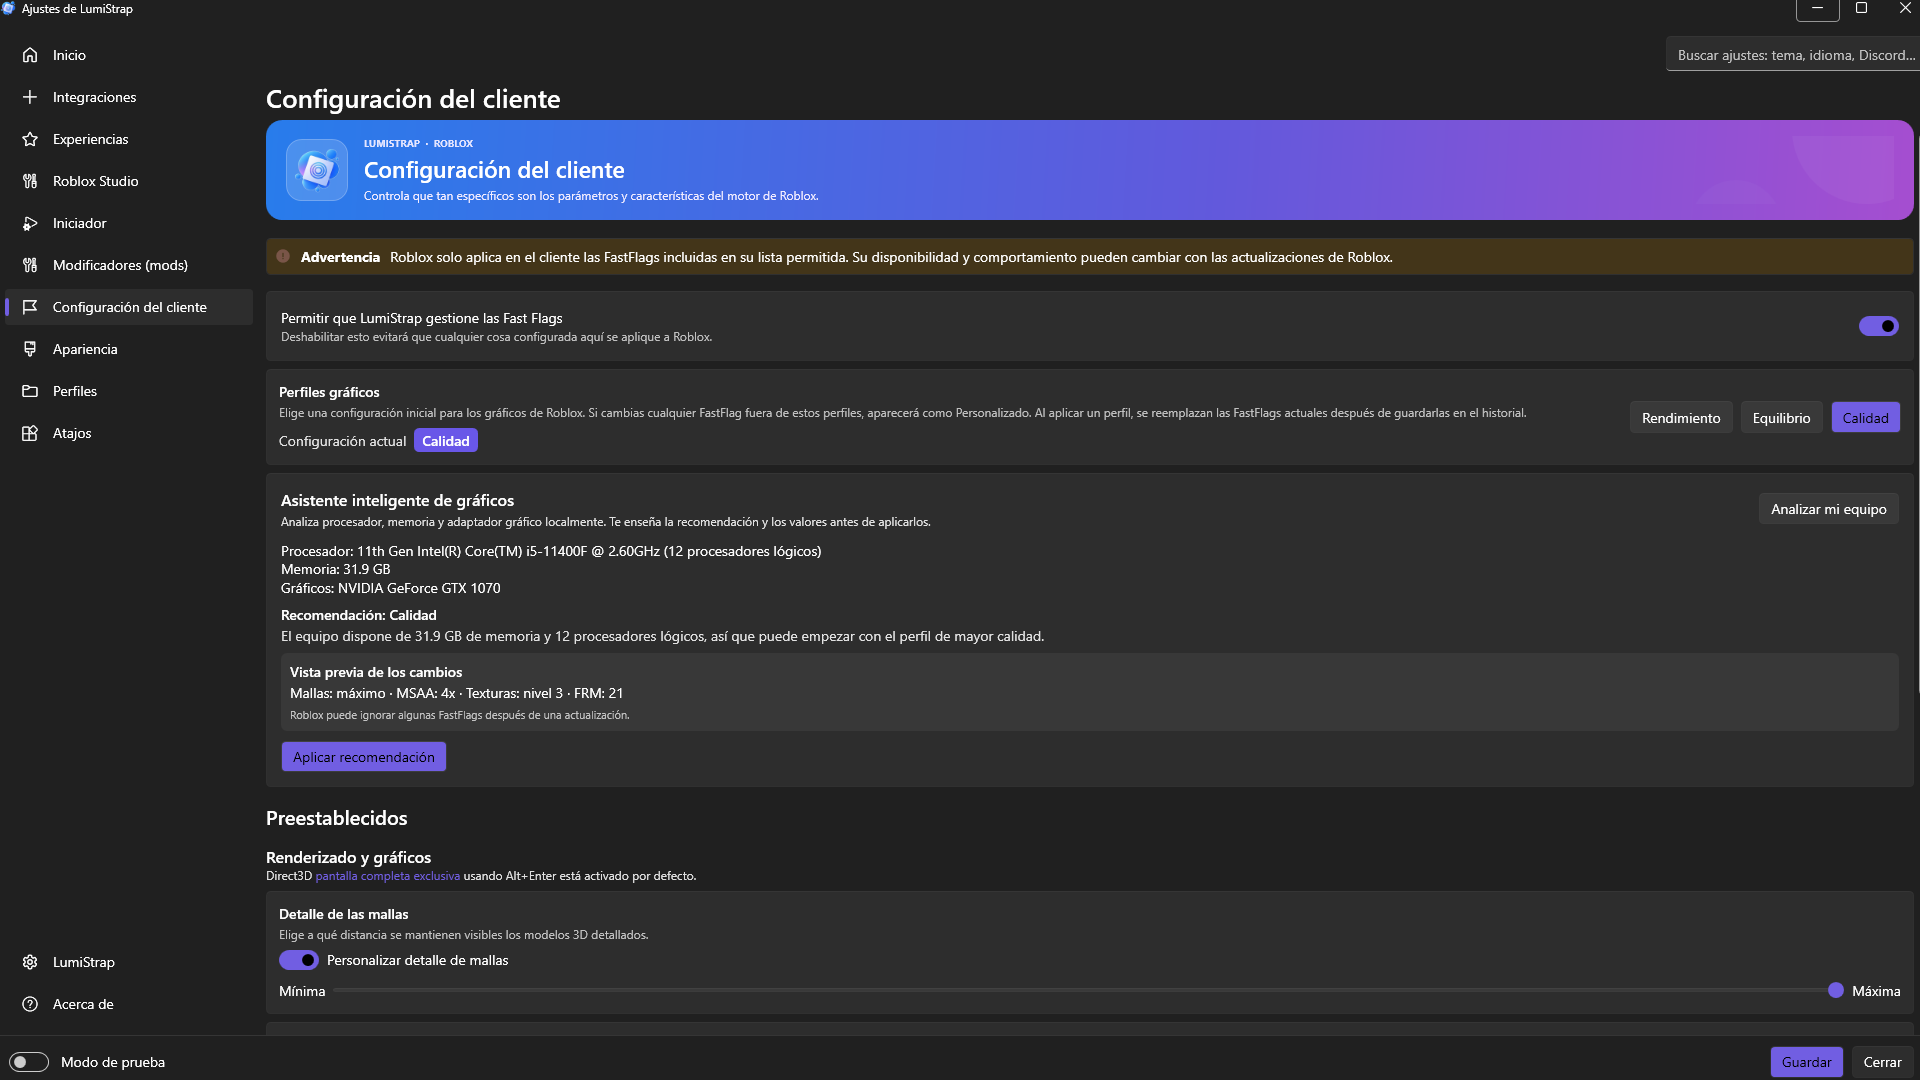 Ajustes de LumiStrap
Inicio
Integraciones
Experiencias
Roblox Studio
Iniciador
Modificadores (mods)
Configuración del cliente
Apariencia
Perfiles
Atajos
LumiStrap
Acerca de
Buscar ajustes: tema, idioma, Discord...
Configuración del cliente
LUMISTRAP · ROBLOX
Configuración del cliente
Controla que tan específicos son los parámetros y características del motor de Roblox.
Advertencia Roblox solo aplica en el cliente las FastFlags incluidas en su lista permitida. Su disponibilidad y comportamiento pueden cambiar con las actualizaciones de Roblox.
Permitir que LumiStrap gestione las Fast Flags
Deshabilitar esto evitará que cualquier cosa configurada aquí se aplique a Roblox.
Perfiles gráficos
Elige una configuración inicial para los gráficos de Roblox. Si cambias cualquier FastFlag fuera de estos perfiles, aparecerá como Personalizado. Al aplicar un perfil, se reemplazan las FastFlags actuales después de guardarlas en el historial.
Configuración actual Calidad
Rendimiento Equilibrio Calidad
Asistente inteligente de gráficos
Analiza procesador, memoria y adaptador gráfico localmente. Te enseña la recomendación y los valores antes de aplicarlos.
Analizar mi equipo
Procesador: 11th Gen Intel(R) Core(TM) i5-11400F @ 2.60GHz (12 procesadores lógicos)
Memoria: 31.9 GB
Gráficos: NVIDIA GeForce GTX 1070
Recomendación: Calidad
El equipo dispone de 31.9 GB de memoria y 12 procesadores lógicos, así que puede empezar con el perfil de mayor calidad.
Vista previa de los cambios
Mallas: máximo · MSAA: 4x · Texturas: nivel 3 · FRM: 21
Roblox puede ignorar algunas FastFlags después de una actualización.
Aplicar recomendación
Preestablecidos
Renderizado y gráficos
Direct3D pantalla completa exclusiva usando Alt+Enter está activado por defecto.
Detalle de las mallas
Elige a qué distancia se mantienen visibles los modelos 3D detallados.
Personalizar detalle de mallas
Mínima Máxima
Modo de prueba
Guardar Cerrar